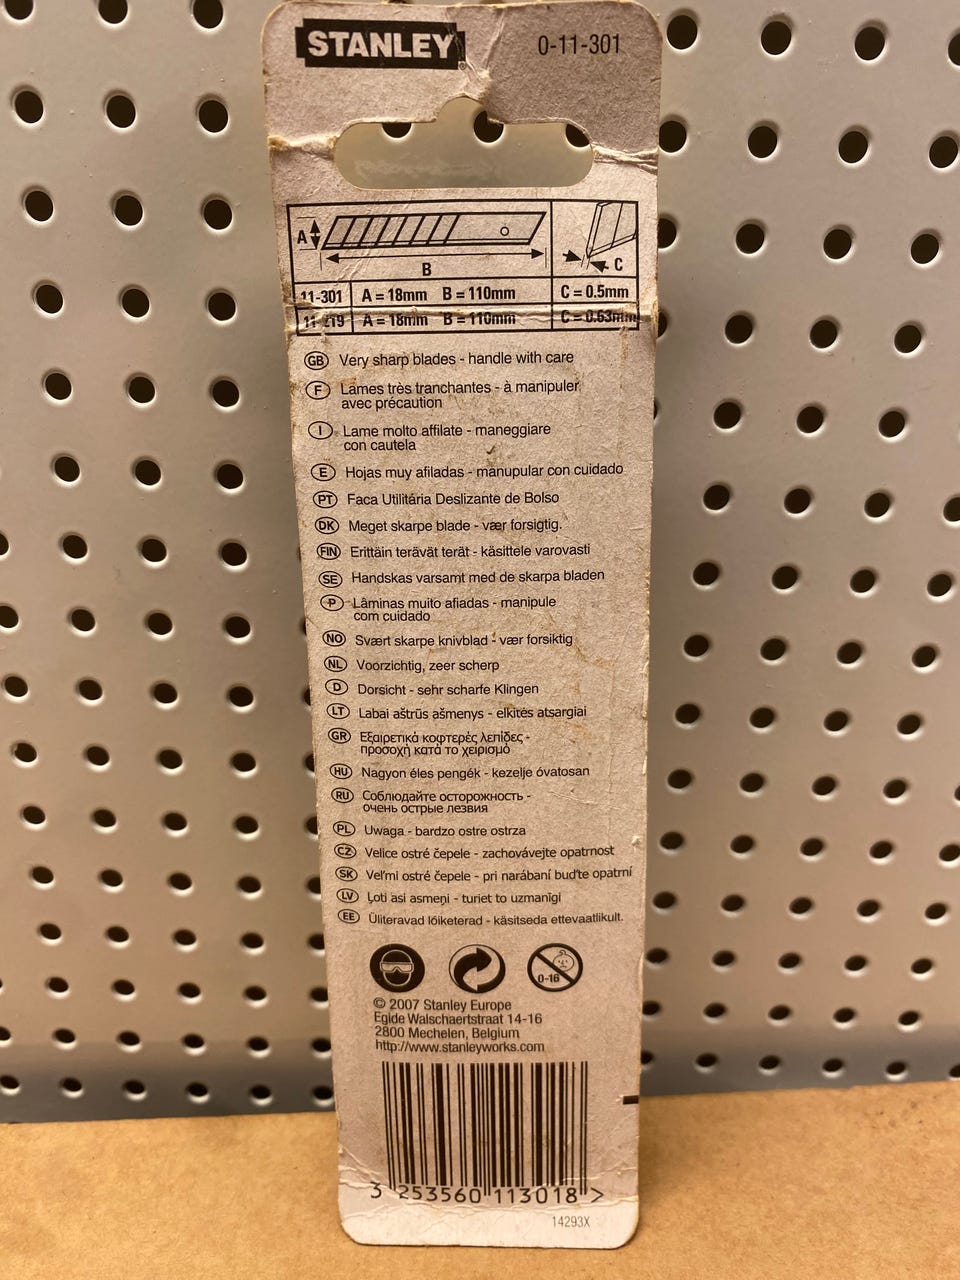 STANLEY 0-11-301
A
B
C
11-301 A = 18mm B = 110mm C = 0.5mm
11-219 A = 18mm B = 110mm C = 0.63mm
GB Very sharp blades - handle with care
F Lames très tranchantes - à manipuler
avec précaution
I Lame molto affilate - maneggiare
con cautela
E Hojas muy afiladas - manupular con cuidado
PT Faca Utilitária Deslizante de Bolso
DK Meget skarpe blade - vær forsigtig.
FIN Erittäin terävät terät - käsittele varovasti
SE Handskas varsamt med de skarpa bladen
P Lâminas muito afiadas - manipule
com cuidado
NO Svært skarpe knivblad - vær forsiktig
NL Voorzichtig, zeer scherp
D Dorsicht - sehr scharfe Klingen
LT Labai aštrūs ašmenys - elkitės atsargiai
GR Εξαιρετικά κοφτερές λεπίδες -
προσοχή κατά το χειρισμό
HU Nagyon éles pengék - kezelje óvatosan
RU Соблюдайте осторожность -
очень острые лезвия
PL Uwaga - bardzo ostre ostrza
CZ Velice ostré čepele - zachovávejte opatrnost
SK Veľmi ostré čepele - pri narábaní buďte opatrní
LV Ļoti asi asmeņi - turiet to uzmanīgi
EE Üliteravad lõiketerad - käsitseda ettevaatlikult.
0-16
© 2007 Stanley Europe
Egide Walschaertstraat 14-16
2800 Mechelen, Belgium
http://www.stanleyworks.com
3 253560 113018 >
14293X